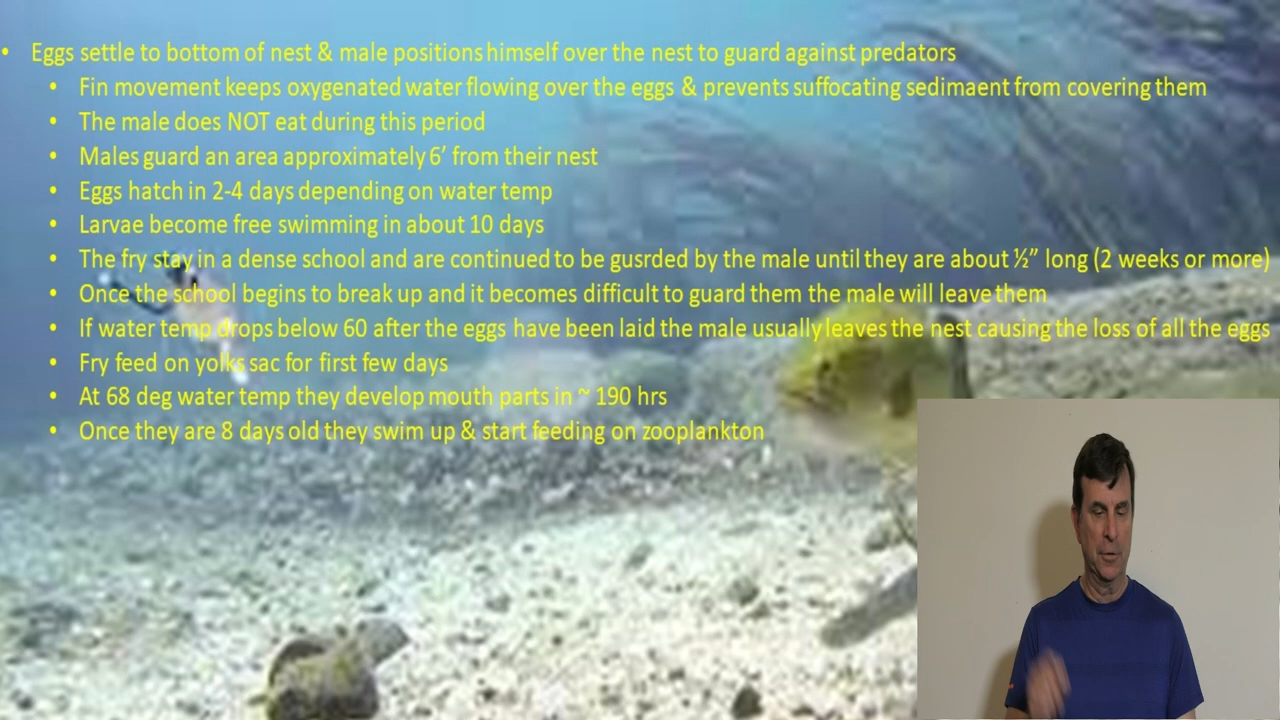 • Eggs settle to bottom of nest & male positions himself over the nest to guard against predators
• Fin movement keeps oxygenated water flowing over the eggs & prevents suffocating sedimaent from covering them
• The male does NOT eat during this period
• Males guard an area approximately 6’ from their nest
• Eggs hatch in 2-4 days depending on water temp
• Larvae become free swimming in about 10 days
• The fry stay in a dense school and are continued to be gusrded by the male until they are about ½” long (2 weeks or more)
• Once the school begins to break up and it becomes difficult to guard them the male will leave them
• If water temp drops below 60 after the eggs have been laid the male usually leaves the nest causing the loss of all the eggs
• Fry feed on yolks sac for first few days
• At 68 deg water temp they develop mouth parts in ~ 190 hrs
• Once they are 8 days old they swim up & start feeding on zooplankton